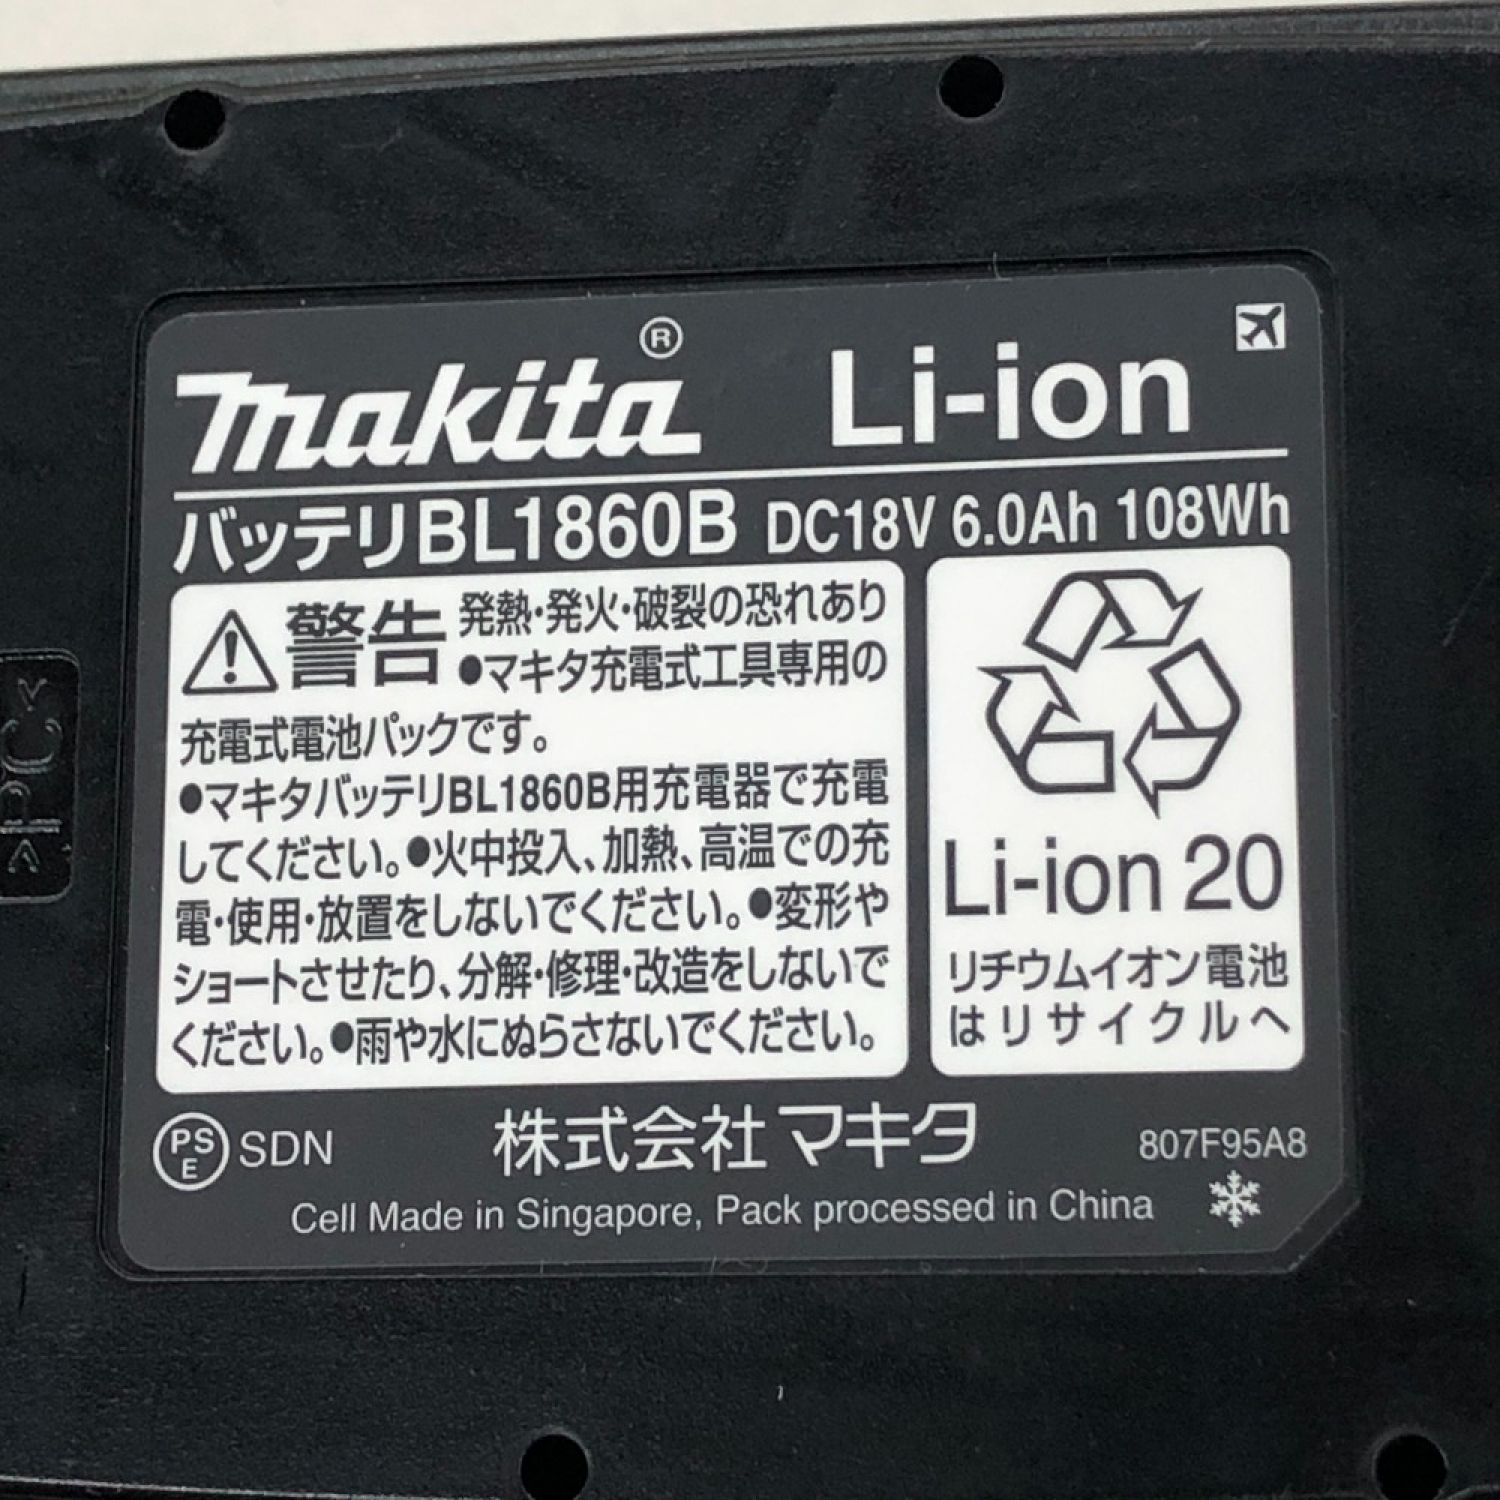 makita® Li-ion
バッテリBL1860B DC18V 6.0Ah 108Wh
警告 発熱・発火・破裂の恐れあり
●マキタ充電式工具専用の
充電式電池パックです。
●マキタバッテリBL1860B用充電器で充電
してください。●火中投入、加熱、高温での充
電・使用・放置をしないでください。●変形や
ショートさせたり、分解・修理・改造をしないで
ください。●雨や水にぬらさないでください。
Li-ion 20
リチウムイオン電池
はリサイクルへ
PS
E
SDN
株式会社マキタ
807F95A8
Cell Made in Singapore, Pack processed in China
>PC<